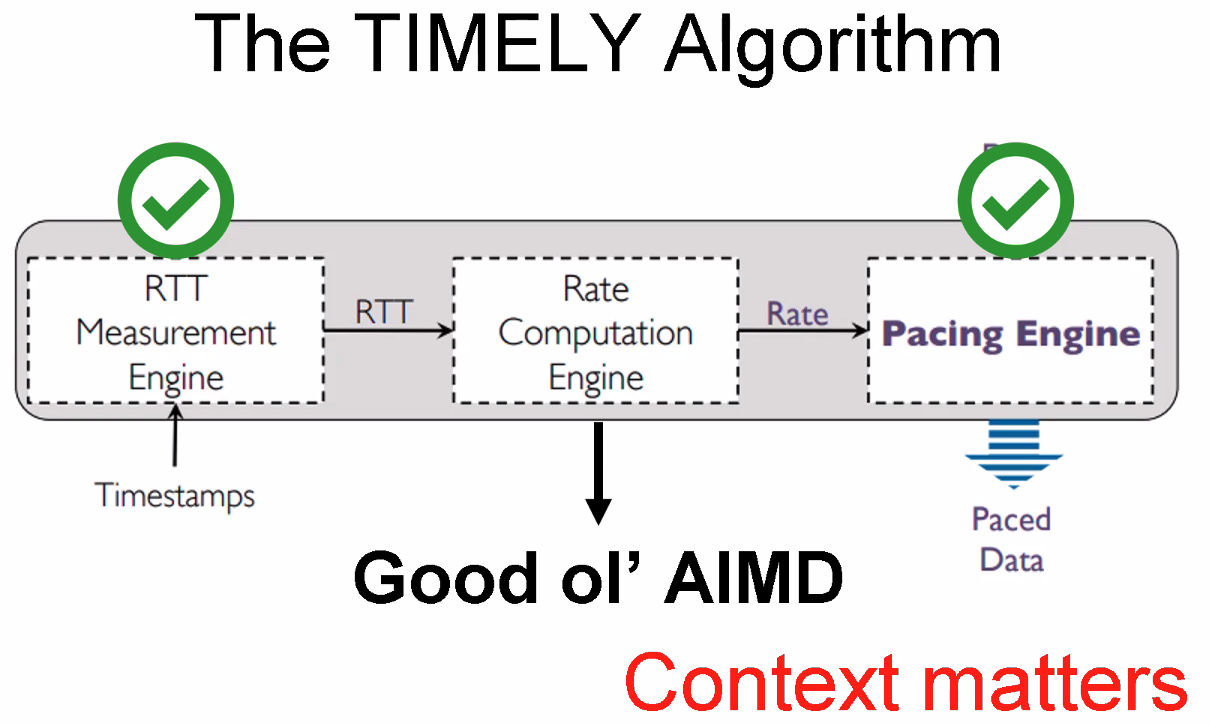 The TIMELY Algorithm
RTT
Measurement
Engine
RTT
Rate
Computation
Engine
Rate
Pacing Engine
Timestamps
Paced
Data
Good ol’ AIMD
Context matters